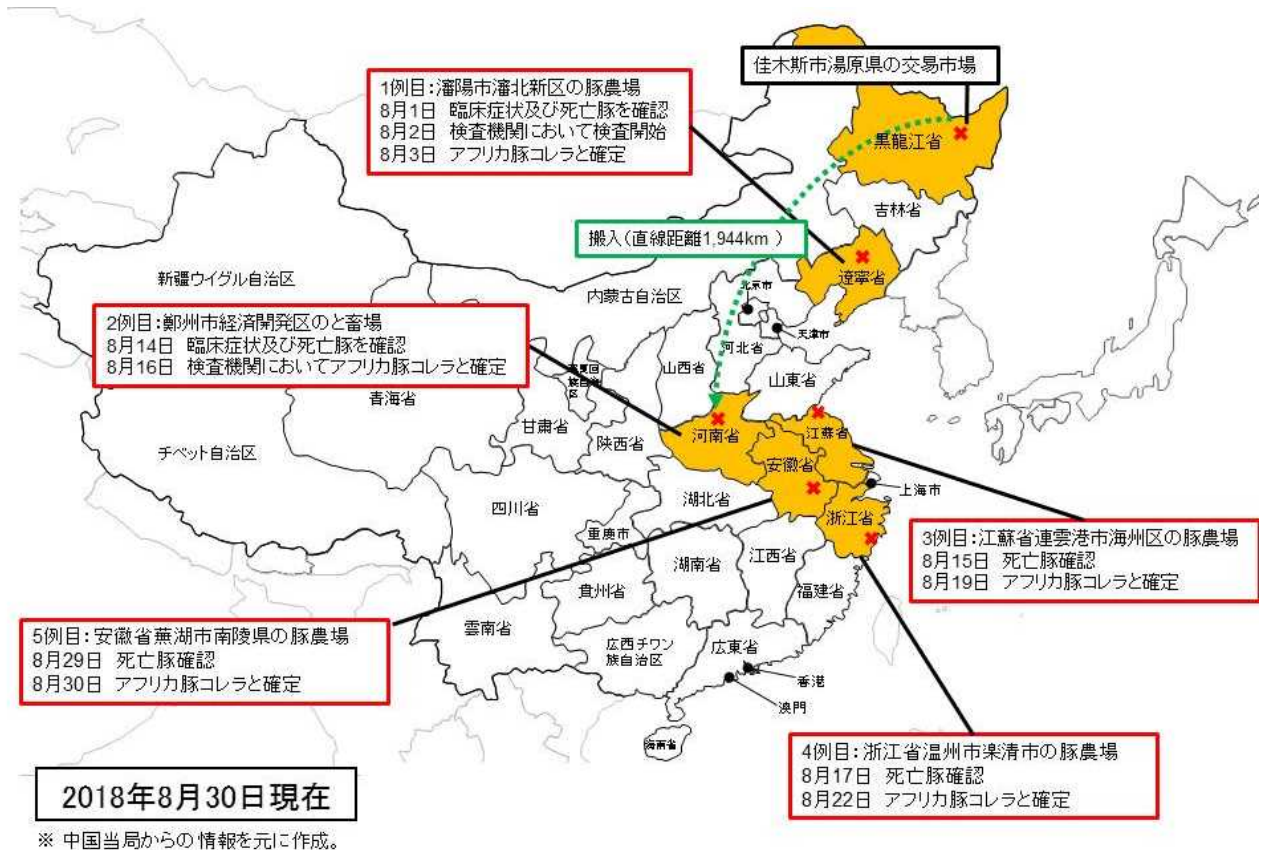 佳木斯市湯原県の交易市場
1例目：瀋陽市瀋北新区の豚農場
8月1日 臨床症状及び死亡豚を確認
8月2日 検査機関において検査開始
8月3日 アフリカ豚コレラと確定
黒龍江省
吉林省
搬入（直線距離1,944km ）
遼寧省
新疆ウイグル自治区
内蒙古自治区
北京市
天津市
2例目：鄭州市経済開発区のと畜場
8月14日 臨床症状及び死亡豚を確認
8月16日 検査機関においてアフリカ豚コレラと確定
河北省
山西省
山東省
族自治
区
青海省
甘粛省
陝西省
河南省
江蘇省
チベット自治区
安徽省
上海市
四川省
湖北省
重慶市
浙江省
3例目：江蘇省連雲港市海州区の豚農場
8月15日 死亡豚確認
8月19日 アフリカ豚コレラと確定
湖南省
江西省
貴州省
福建省
雲南省
5例目：安徽省蕪湖市南陵県の豚農場
8月29日 死亡豚確認
8月30日 アフリカ豚コレラと確定
広西チワン
族自治区
広東省
香港
澳門
海南省
4例目：浙江省温州市楽清市の豚農場
8月17日 死亡豚確認
8月22日 アフリカ豚コレラと確定
2018年8月30日現在
※ 中国当局からの情報を元に作成。